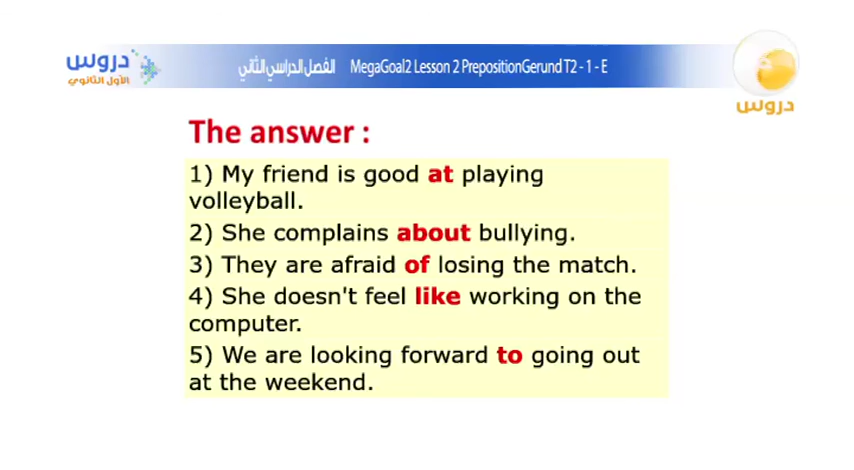 دروس
الأول الثانوي
الفصل الدراسي الثاني MegaGoal2 Lesson 2 PrepositionGerund T2 - 1 - E
دروس
The answer :
1) My friend is good at playing
volleyball.
2) She complains about bullying.
3) They are afraid of losing the match.
4) She doesn't feel like working on the
computer.
5) We are looking forward to going out
at the weekend.